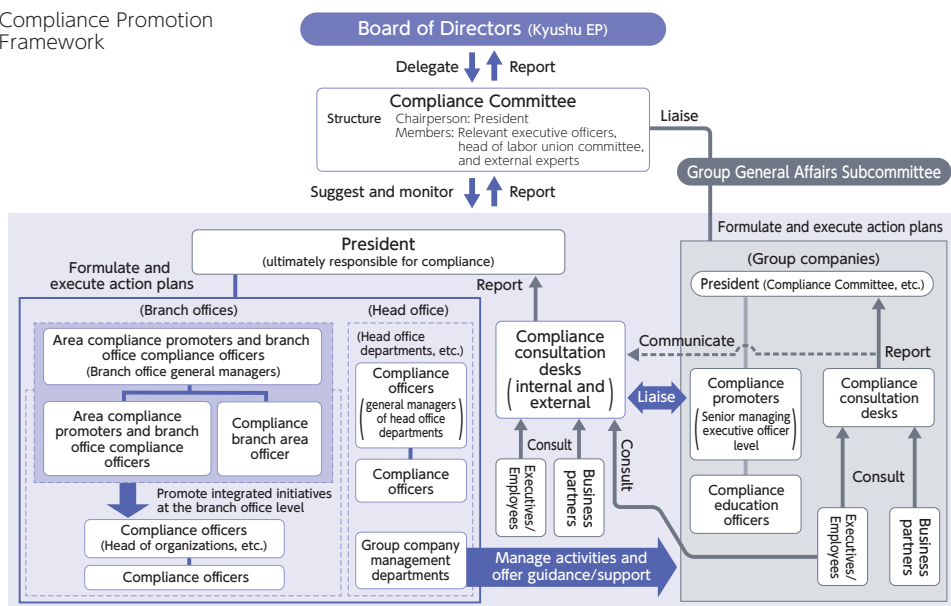 Compliance Promotion
Framework
Board of Directors (Kyushu EP)
Delegate
Report
Compliance Committee
Structure
Chairperson: President
Members: Relevant executive officers,
head of labor union committee,
and external experts
Liaise
Group General Affairs Subcommittee
Suggest and monitor
Report
Formulate and execute action plans
President
(ultimately responsible for compliance)
Formulate and
execute action plans
(Branch offices)
Area compliance promoters and branch
office compliance officers
(Branch office general managers)
Area compliance
promoters and branch
office compliance
officers
Compliance
branch area
officer
Promote integrated initiatives
at the branch office level
Compliance officers
(Head of organizations, etc.)
Compliance officers
(Head office)
(Head office
departments, etc.)
Compliance
officers
(general managers
of head office
departments)
Compliance
officers
Group company
management
departments
Manage activities and
offer guidance/support
Report
Compliance
consultation
desks
(internal and
external)
Consult
Executives/
Employees
Business
partners
Consult
Communicate
Liaise
(Group companies)
President (Compliance Committee, etc.)
Report
Compliance
promoters
(Senior managing
executive officer
level)
Compliance
education
officers
Compliance
consultation
desks
Consult
Executives/
Employees
Business
partners